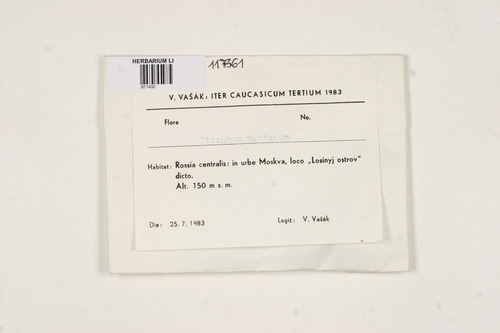 HERBARIUM LI
971430
117361
V. VAŠÁK: ITER CAUCASICUM TERTIUM 1983
Flora No.
Habitat: Rossia centralis: in urbe Moskva, loco „Losinyj ostrov"
dicto.
Alt. 150 m s. m.
Die: 25. 7. 1983 Legit: V. Vašák